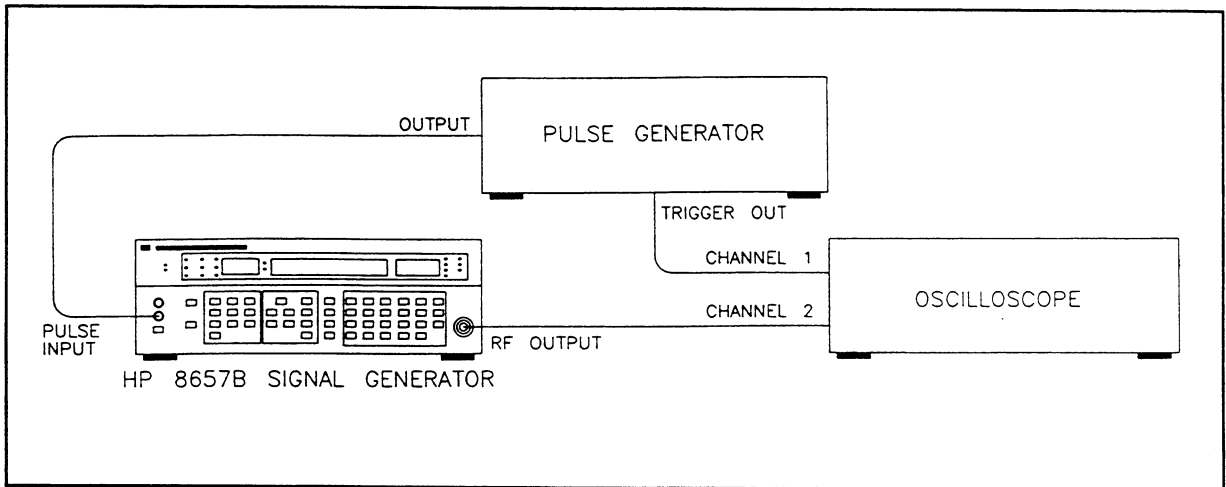 OUTPUT
PULSE GENERATOR
TRIGGER OUT
CHANNEL 1
OSCILLOSCOPE
CHANNEL 2
PULSE
INPUT
RF OUTPUT
HP 8657B SIGNAL GENERATOR